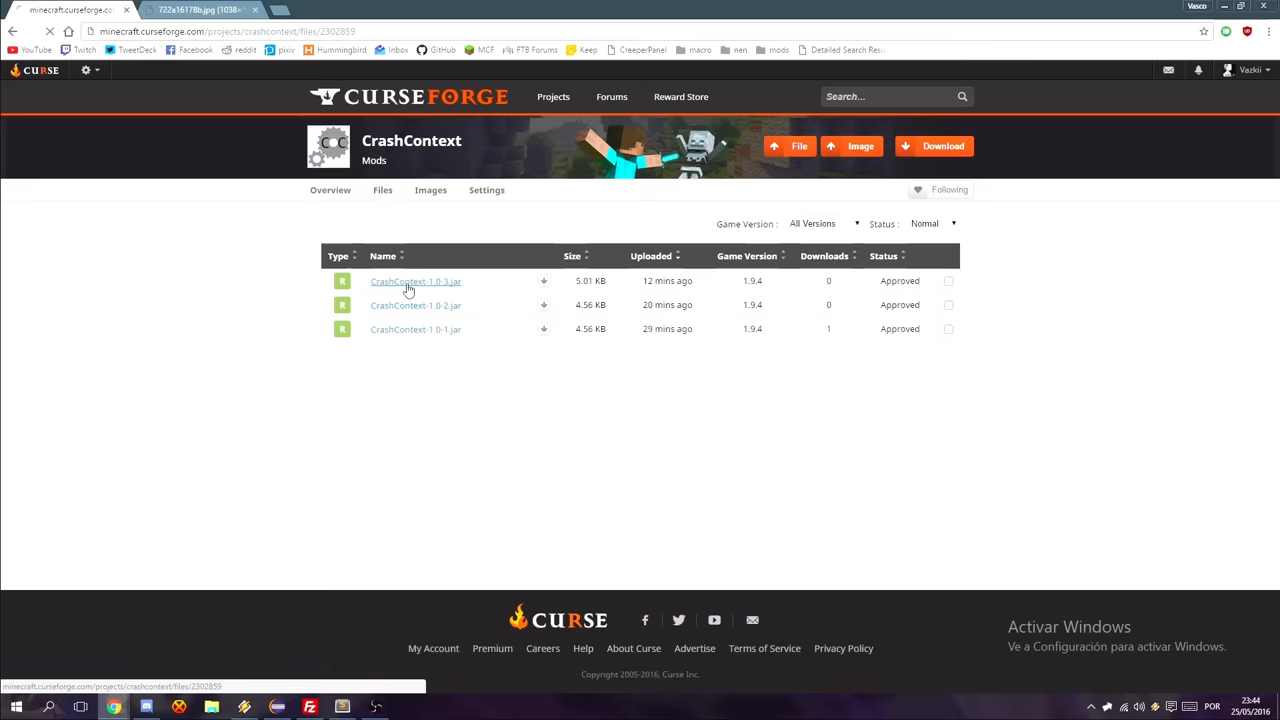 minecraft.curseforge.co
722a16178b.jpg (1038×
Vasco
minecraft.curseforge.com/projects/crashcontext/files/2302859
YouTube Twitch TweetDeck Facebook reddit pixiv Hummingbird Inbox GitHub MCF FTB Forums Keep CreeperPanel macro nen mods Detailed Search Resu
CURSE
Vazkii
CURSEFORGE Projects Forums Reward Store Search...
CrashContext
Mods
File Image Download
Overview Files Images Settings Following
Game Version : All Versions Status : Normal
Type Name Size Uploaded Game Version Downloads Status
R CrashContext-1.0-3.jar 5.01 KB 12 mins ago 1.9.4 0 Approved
R CrashContext-1.0-2.jar 4.56 KB 20 mins ago 1.9.4 0 Approved
R CrashContext-1.0-1.jar 4.56 KB 29 mins ago 1.9.4 1 Approved
CURSE
Activar Windows
Ve a Configuración para activar Windows.
My Account Premium Careers Help About Curse Advertise Terms of Service Privacy Policy
Copyright 2005-2016, Curse Inc.
minecraft.curseforge.com/projects/crashcontext/files/2302859
POR
23:44
25/05/2016